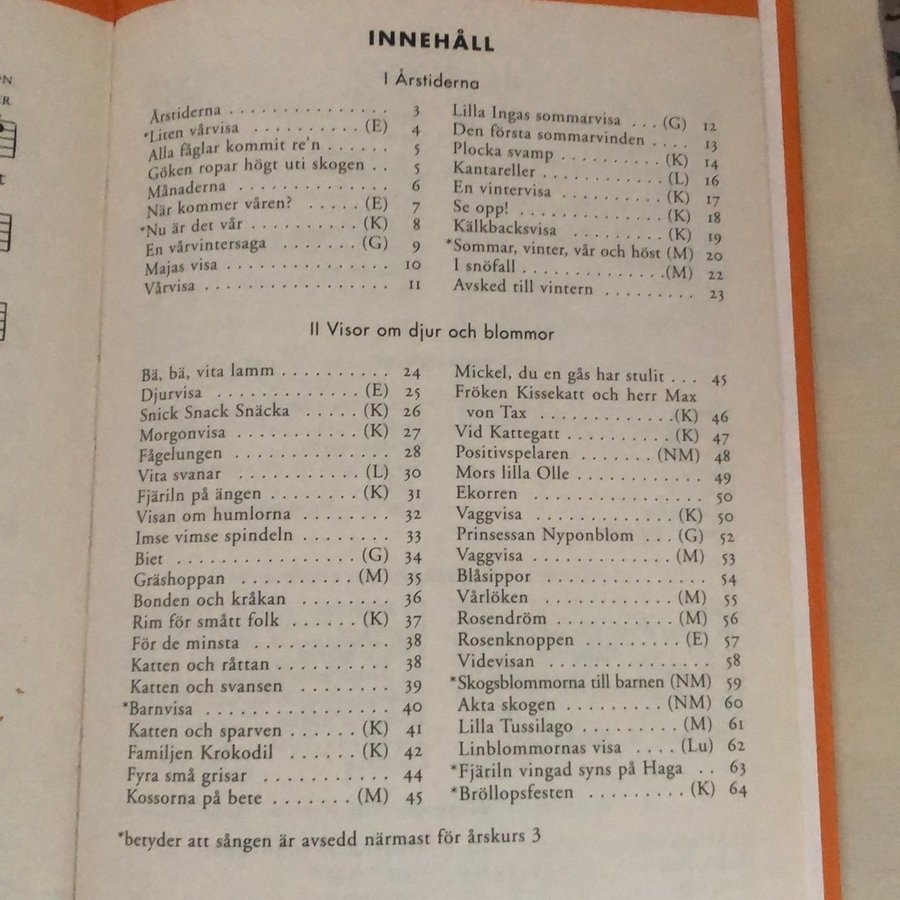 INNEHÅLL
I Årstiderna
Årstiderna . . . . . . . . . . . . . . . 3
*Liten vårvisa . . . . . . . . . . (E) 4
Alla fåglar kommit re'n . . . . . . 5
Göken ropar högt uti skogen . . 5
Månaderna . . . . . . . . . . . . . . 6
När kommer våren? . . . . . (E) 7
*Nu är det vår . . . . . . . . . . (K) 8
En vårvintersaga . . . . . . . (G) 9
Majas visa . . . . . . . . . . . . . . . 10
Vårvisa . . . . . . . . . . . . . . . . . 11
Lilla Ingas sommarvisa . . . (G) 12
Den första sommarvinden . . . . 13
Plocka svamp . . . . . . . . . (K) 14
Kantareller . . . . . . . . . . . (L) 16
En vintervisa . . . . . . . . . (K) 17
Se opp! . . . . . . . . . . . . . (K) 18
Kälkbacksvisa . . . . . . . . . (K) 19
*Sommar, vinter, vår och höst (M) 20
I snöfall . . . . . . . . . . . . .(M) 22
Avsked till vintern . . . . . . . . . 23
II Visor om djur och blommor
Bä, bä, vita lamm . . . . . . . . . . 24
Djurvisa . . . . . . . . . . . . . (E) 25
Snick Snack Snäcka . . . . . (K) 26
Morgonvisa . . . . . . . . . . . (K) 27
Fågelungen . . . . . . . . . . . . . . 28
Vita svanar . . . . . . . . . . . (L) 30
Fjäriln på ängen . . . . . . . . (K) 31
Visan om humlorna . . . . . . . . 32
Imse vimse spindeln . . . . . . . . 33
Biet . . . . . . . . . . . . . . . . (G) 34
Gräshoppan . . . . . . . . . . (M) 35
Bonden och kråkan . . . . . . . . 36
Rim för smått folk . . . . . . (K) 37
För de minsta . . . . . . . . . . . . 38
Katten och råttan . . . . . . . . . . 38
Katten och svansen . . . . . . . . 39
*Barnvisa . . . . . . . . . . . . . . . . 40
Katten och sparven . . . . . . (K) 41
Familjen Krokodil . . . . . . . (K) 42
Fyra små grisar . . . . . . . . . . . 44
Kossorna på bete . . . . . . . (M) 45
Mickel, du en gås har stulit . . . 45
Fröken Kissekatt och herr Max
von Tax . . . . . . . . . . . . .(K) 46
Vid Kattegatt . . . . . . . . . . (K) 47
Positivspelaren . . . . . . . (NM) 48
Mors lilla Olle . . . . . . . . . . . . 49
Ekorren . . . . . . . . . . . . . . . . 50
Vaggvisa . . . . . . . . . . . . (K) 50
Prinsessan Nyponblom . . . (G) 52
Vaggvisa . . . . . . . . . . . . (M) 53
Blåsippor . . . . . . . . . . . . . . . 54
Vårlöken . . . . . . . . . . . . (M) 55
Rosendröm . . . . . . . . . . . (M) 56
Rosenknoppen . . . . . . . . . (E) 57
Videvisan . . . . . . . . . . . . . . . 58
*Skogsblommorna till barnen (NM) 59
Akta skogen . . . . . . . . . (NM) 60
Lilla Tussilago . . . . . . . . . . (M) 61
Linblommornas visa . . . . (Lu) 62
*Fjäriln vingad syns på Haga . . 63
*Bröllopsfesten . . . . . . . . . (K) 64
*betyder att sången är avsedd närmast för årskurs 3